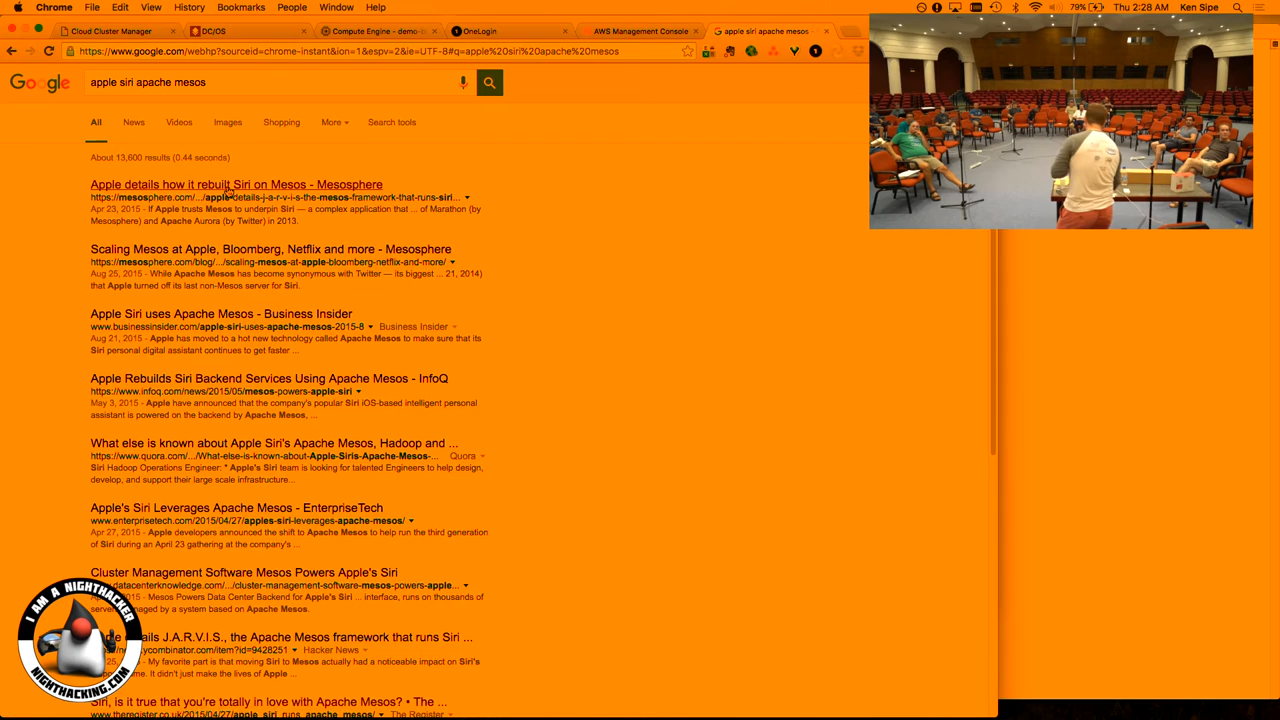 Chrome File Edit View History Bookmarks People Window Help
79% Thu 2:28 AM Ken Sipe
Cloud Cluster Manager
DC/OS
Compute Engine - demo-b
OneLogin
AWS Management Console
apple siri apache mesos
https://www.google.com/webhp?sourceid=chrome-instant&ion=1&espv=2&ie=UTF-8#q=apple%20siri%20apache%20mesos
Google
apple siri apache mesos
All News Videos Images Shopping More Search tools
About 13,600 results (0.44 seconds)
Apple details how it rebuilt Siri on Mesos - Mesosphere
https://mesosphere.com/.../apple-details-j-a-r-v-i-s-the-mesos-framework-that-runs-siri...
Apr 23, 2015 - If Apple trusts Mesos to underpin Siri — a complex application that ... of Marathon (by
Mesosphere) and Apache Aurora (by Twitter) in 2013.
Scaling Mesos at Apple, Bloomberg, Netflix and more - Mesosphere
https://mesosphere.com/blog/.../scaling-mesos-at-apple-bloomberg-netflix-and-more/
Aug 25, 2015 - While Apache Mesos has become synonymous with Twitter — its biggest ... 21, 2014)
that Apple turned off its last non-Mesos server for Siri.
Apple Siri uses Apache Mesos - Business Insider
www.businessinsider.com/apple-siri-uses-apache-mesos-2015-8 Business Insider
Aug 21, 2015 - Apple has moved to a hot new technology called Apache Mesos to make sure that its
Siri personal digital assistant continues to get faster ...
Apple Rebuilds Siri Backend Services Using Apache Mesos - InfoQ
https://www.infoq.com/news/2015/05/mesos-powers-apple-siri
May 3, 2015 - Apple have announced that the company's popular Siri iOS-based intelligent personal
assistant is powered on the backend by Apache Mesos, ...
What else is known about Apple Siri's Apache Mesos, Hadoop and ...
https://www.quora.com/.../What-else-is-known-about-Apple-Siris-Apache-Mesos-... Quora
Siri Hadoop Operations Engineer: * Apple's Siri team is looking for talented Engineers to help design,
develop, and support their large scale infrastructure...
Apple's Siri Leverages Apache Mesos - EnterpriseTech
www.enterprisetech.com/2015/04/27/apples-siri-leverages-apache-mesos/
Apr 27, 2015 - Apple developers announced the shift to Apache Mesos to help run the third generation
of Siri during an April 23 gathering at the company's ...
Cluster Management Software Mesos Powers Apple's Siri
datacenterknowledge.com/.../cluster-management-software-mesos-powers-apple...
2015 - Mesos Powers Data Center Backend for Apple's Siri ... interface, runs on thousands of
managed by a system based on Apache Mesos.
J.A.R.V.I.S., the Apache Mesos framework that runs Siri ...
ycombinator.com/item?id=9428251 Hacker News
2015 - My favorite part is that moving Siri to Mesos actually had a noticeable impact on Siri's
It didn't just make the lives of Apple ...
Siri, is it true that you're totally in love with Apache Mesos? • The ...
www.theregister.co.uk/2015/04/27/apple_siri_runs_apache_mesos/ The Register
I AM A NIGHTHACKER
NIGHTHACKING.COM